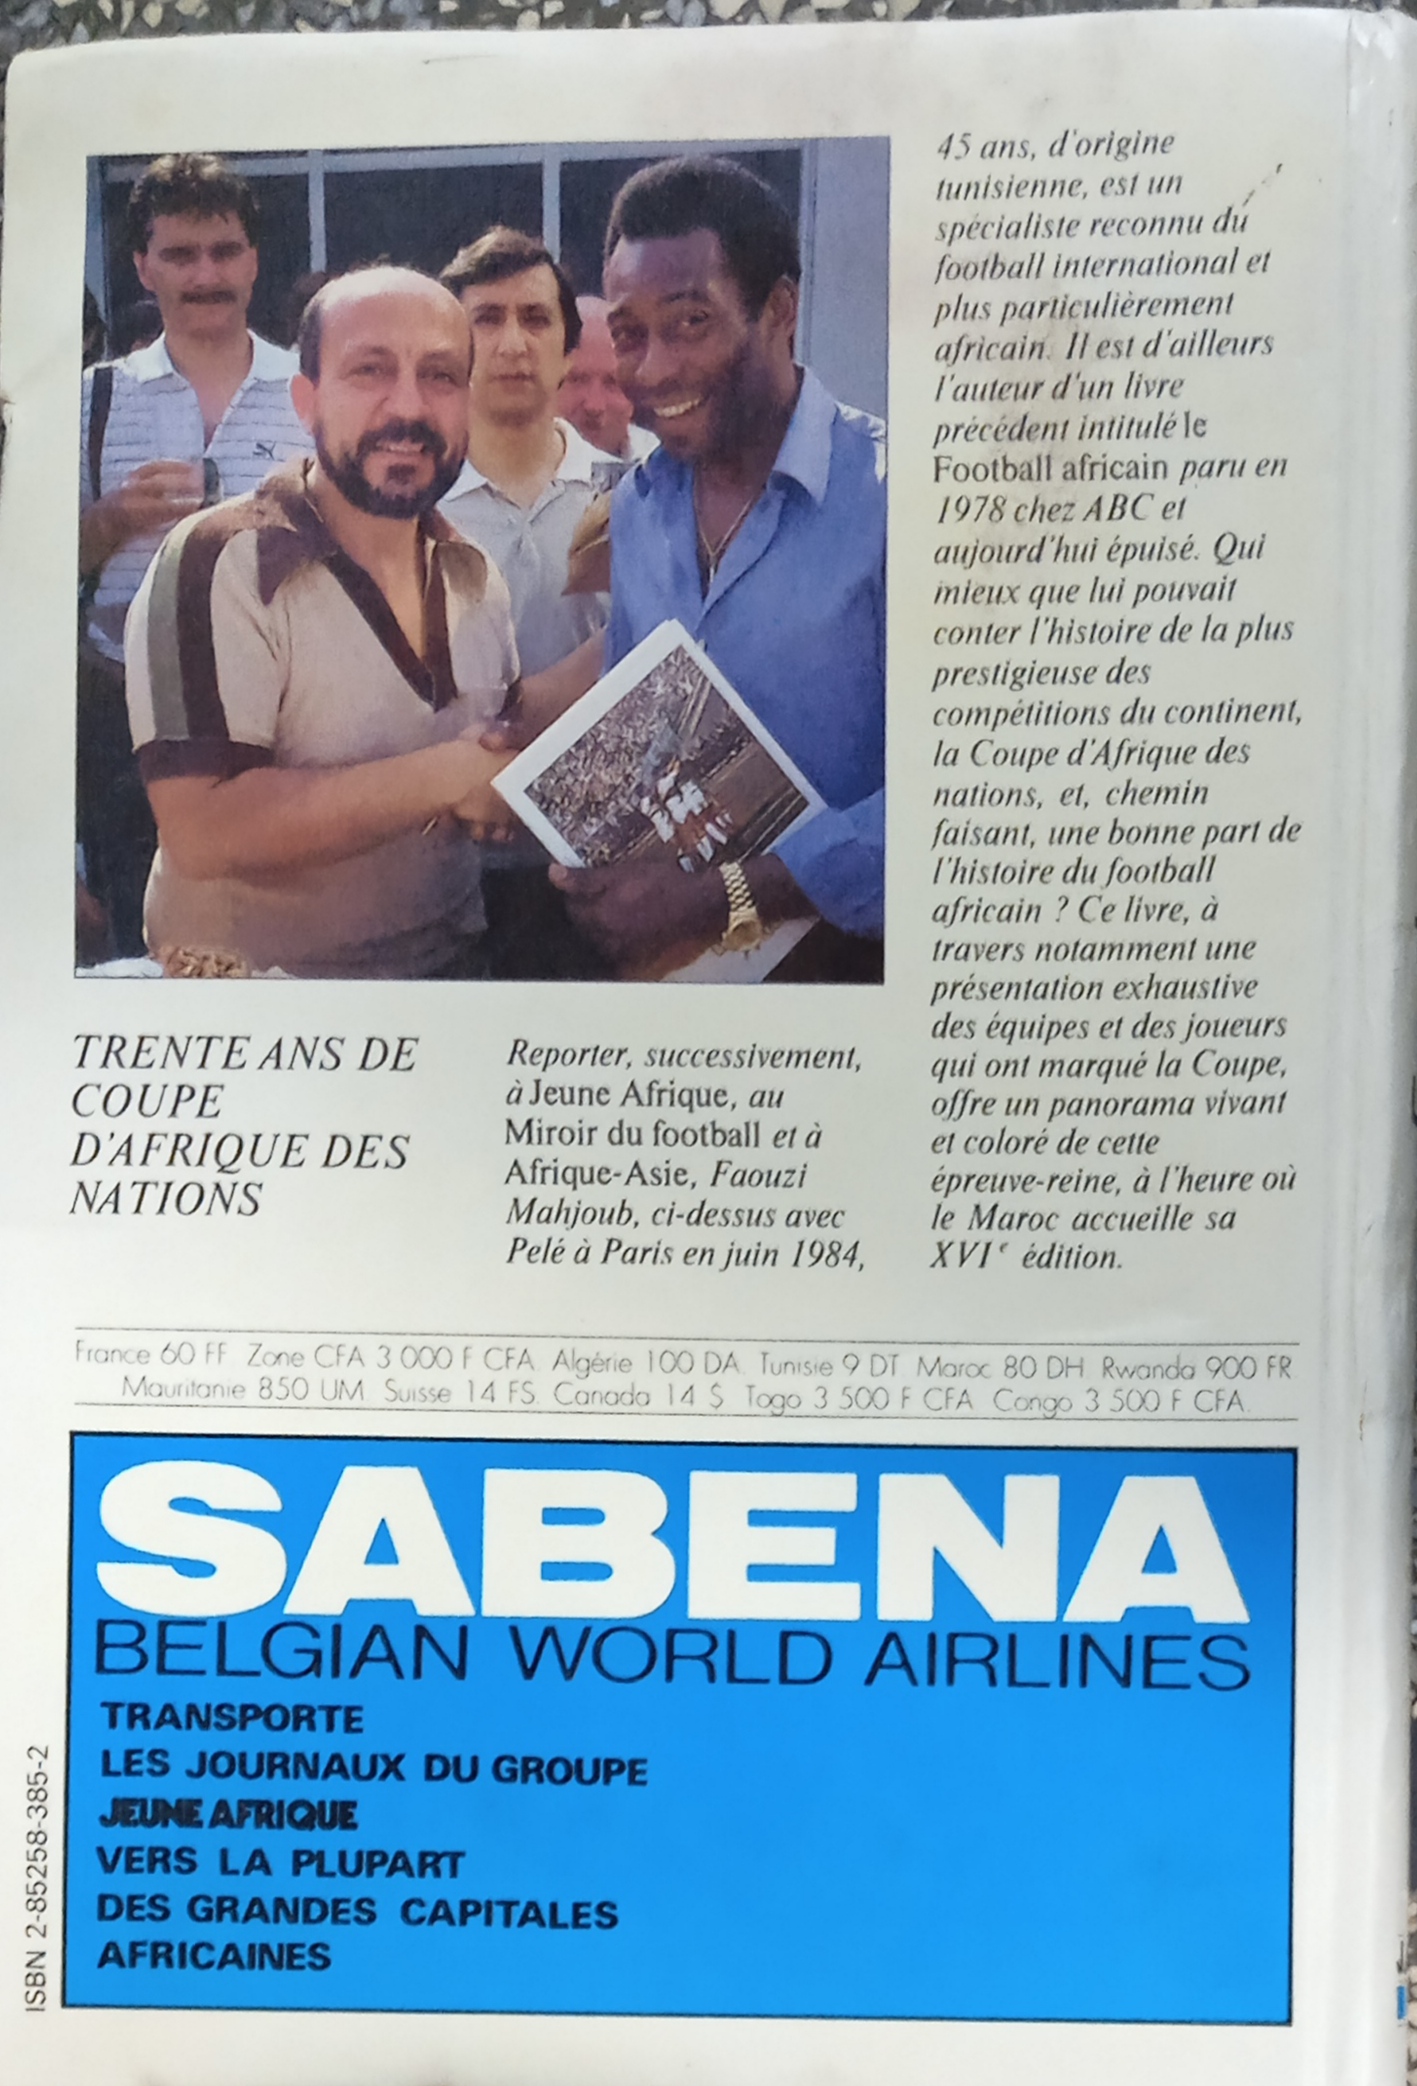 TRENTE ANS DE
COUPE
D'AFRIQUE DES
NATIONS
Reporter, successivement,
à Jeune Afrique, au
Miroir du football et à
Afrique-Asie, Faouzi
Mahjoub, ci-dessus avec
Pelé à Paris en juin 1984,
45 ans, d'origine
tunisienne, est un
spécialiste reconnu du
football international et
plus particulièrement
africain. Il est d'ailleurs
l'auteur d'un livre
précédent intitulé le
Football africain paru en
1978 chez ABC et
aujourd'hui épuisé. Qui
mieux que lui pouvait
conter l'histoire de la plus
prestigieuse des
compétitions du continent,
la Coupe d'Afrique des
nations, et, chemin
faisant, une bonne part de
l'histoire du football
africain ? Ce livre, à
travers notamment une
présentation exhaustive
des équipes et des joueurs
qui ont marqué la Coupe,
offre un panorama vivant
et coloré de cette
épreuve-reine, à l'heure où
le Maroc accueille sa
XVIe édition.
France 60 FF. Zone CFA 3 000 F CFA. Algérie 100 DA. Tunisie 9 DT. Maroc 80 DH. Rwanda 900 FR.
Mauritanie 850 UM. Suisse 14 FS. Canada 14 $. Togo 3 500 F CFA. Congo 3 500 F CFA.
SABENA
BELGIAN WORLD AIRLINES
TRANSPORTE
LES JOURNAUX DU GROUPE
JEUNE AFRIQUE
VERS LA PLUPART
DES GRANDES CAPITALES
AFRICAINES
ISBN 2-85258-385-2